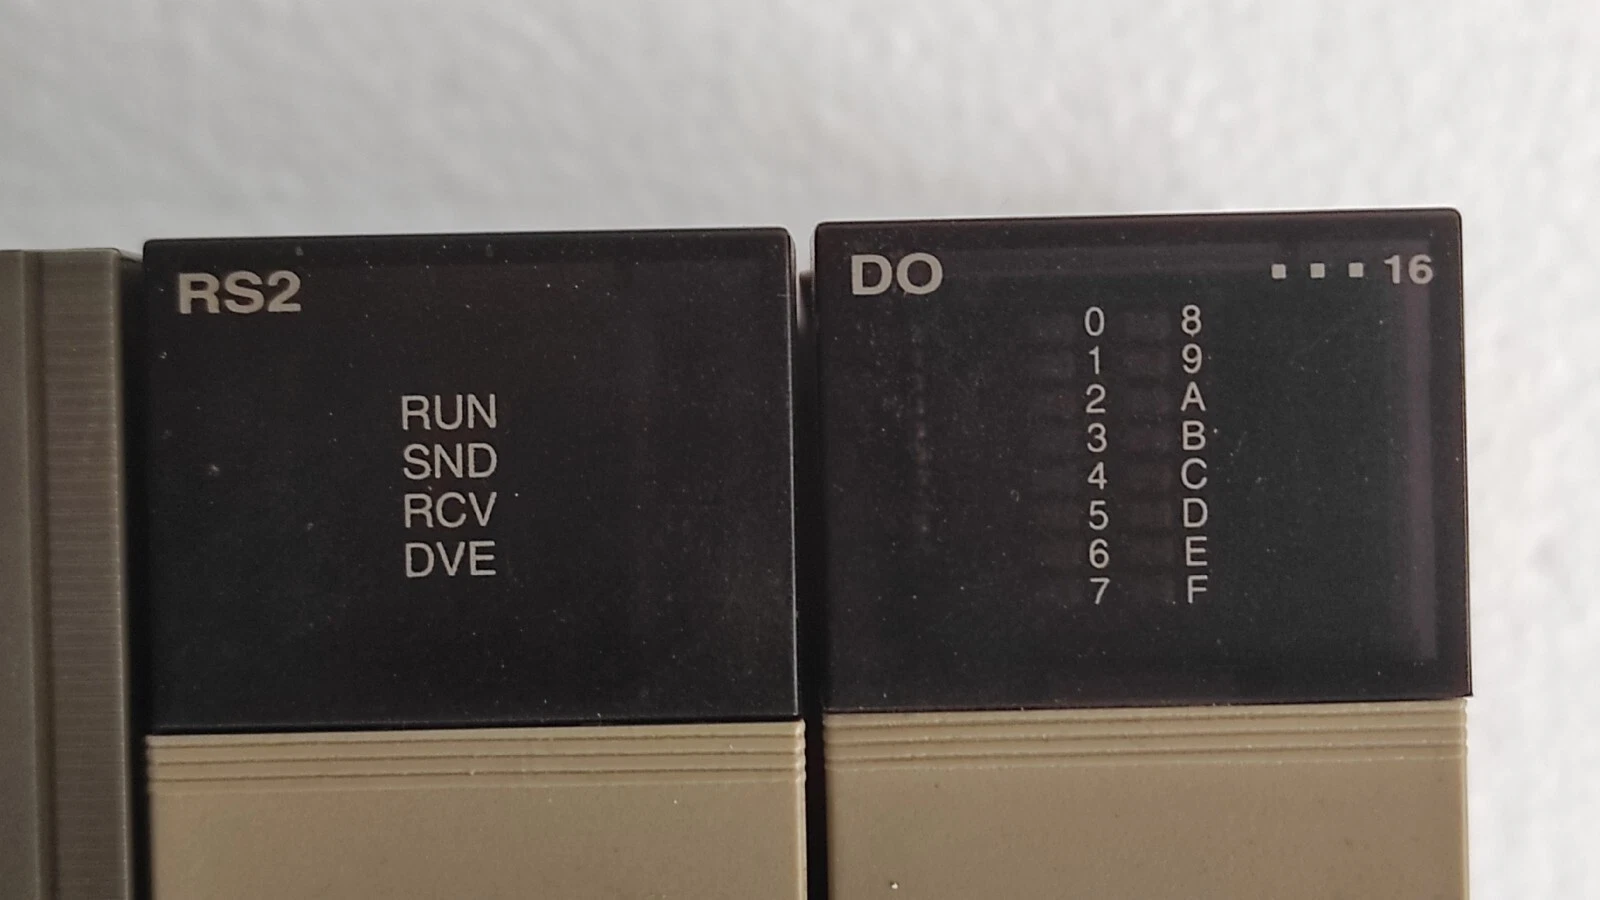 RS2
RUN
SND
RCV
DVE
DO ▪ ▪ ▪ 16
0 8
1 9
2 A
3 B
4 C
5 D
6 E
7 F